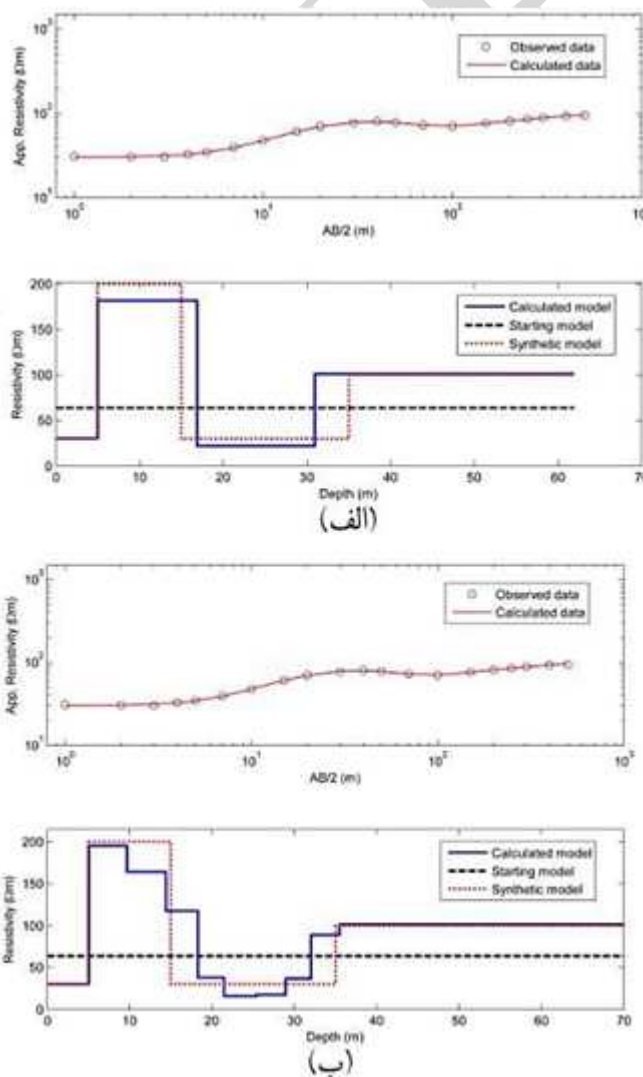 10³
10²
10¹
App. Resistivity (Ωm)
Observed data
Calculated data
10⁰ 10¹ 10² 10³
AB/2 (m)
200
150
100
50
0
Resistivity (Ωm)
Calculated model
Starting model
Synthetic model
0 10 20 30 40 50 60 70
Depth (m)
(الف)
10³
10²
10¹
App. Resistivity (Ωm)
Observed data
Calculated data
10⁰ 10¹ 10² 10³
AB/2 (m)
200
150
100
50
0
Resistivity (Ωm)
Calculated model
Starting model
Synthetic model
0 10 20 30 40 50 60 70
Depth (m)
(ب)